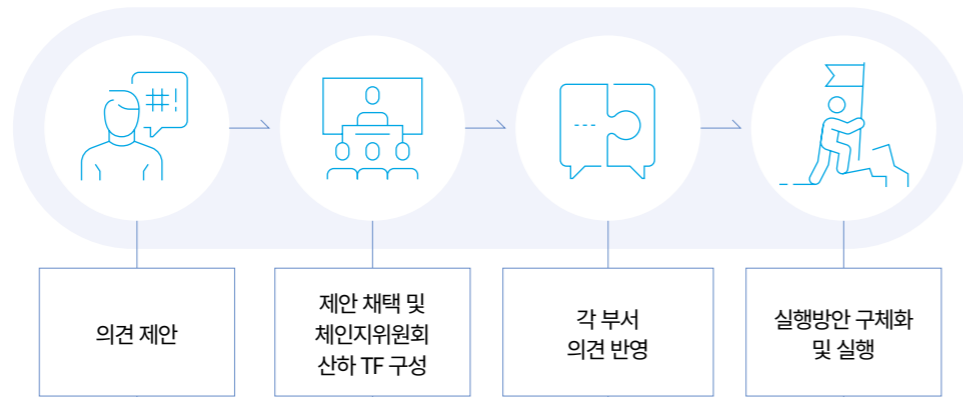 #!
의견 제안
제안 채택 및
체인지위원회
산하 TF 구성
각 부서
의견 반영
실행방안 구체화
및 실행